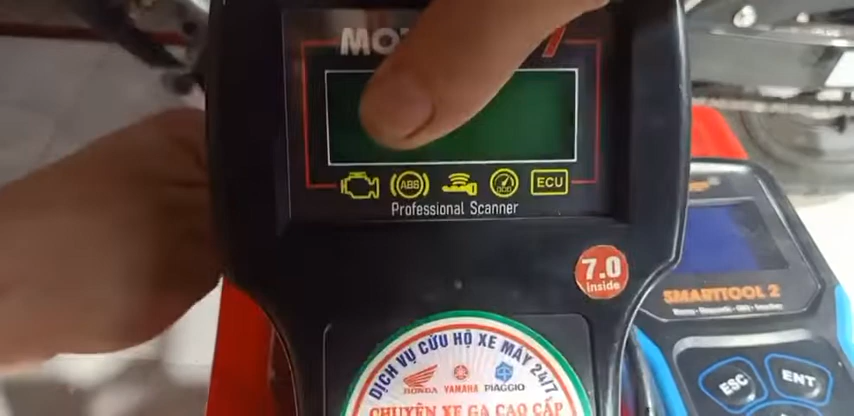 ABS
ECU
Professional Scanner
7.0
inside
SMARTTOOL 2
ESC
ENT
DỊCH VỤ CỨU HỘ XE MÁY 24/7
HONDA YAMAHA PIAGGIO
CHUYÊN XE GA CAO CẤP